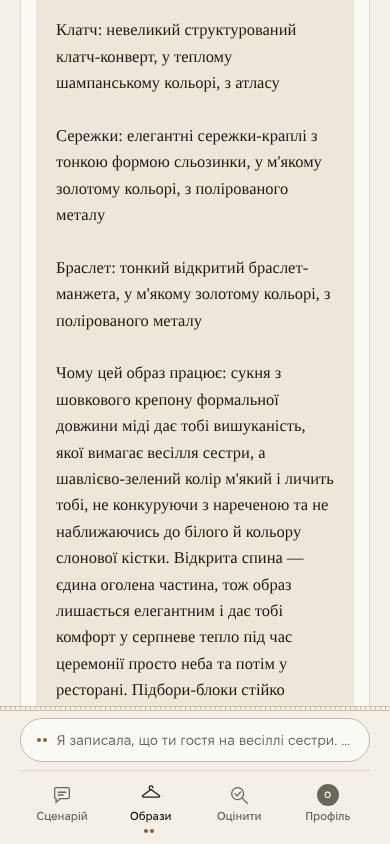 Клатч: невеликий структурований
клатч-конверт, у теплому
шампанському кольорі, з атласу
Сережки: елегантні сережки-краплі з
тонкою формою сльозинки, у м'якому
золотому кольорі, з полірованого
металу
Браслет: тонкий відкритий браслет-
манжета, у м'якому золотому кольорі, з
полірованого металу
Чому цей образ працює: сукня з
шовкового крепону формальної
довжини міді дає тобі вишуканість,
якої вимагає весілля сестри, а
шавлієво-зелений колір м'який і личить
тобі, не конкуруючи з нареченою та не
наближаючись до білого й кольору
слонової кістки. Відкрита спина —
єдина оголена частина, тож образ
лишається елегантним і дає тобі
комфорт у серпневе тепло під час
церемонії просто неба та потім у
ресторані. Підбори-блоки стійко
Я записала, що ти гостя на весіллі сестри. ...
Сценарій
Образи
Оцінити
О
Профіль